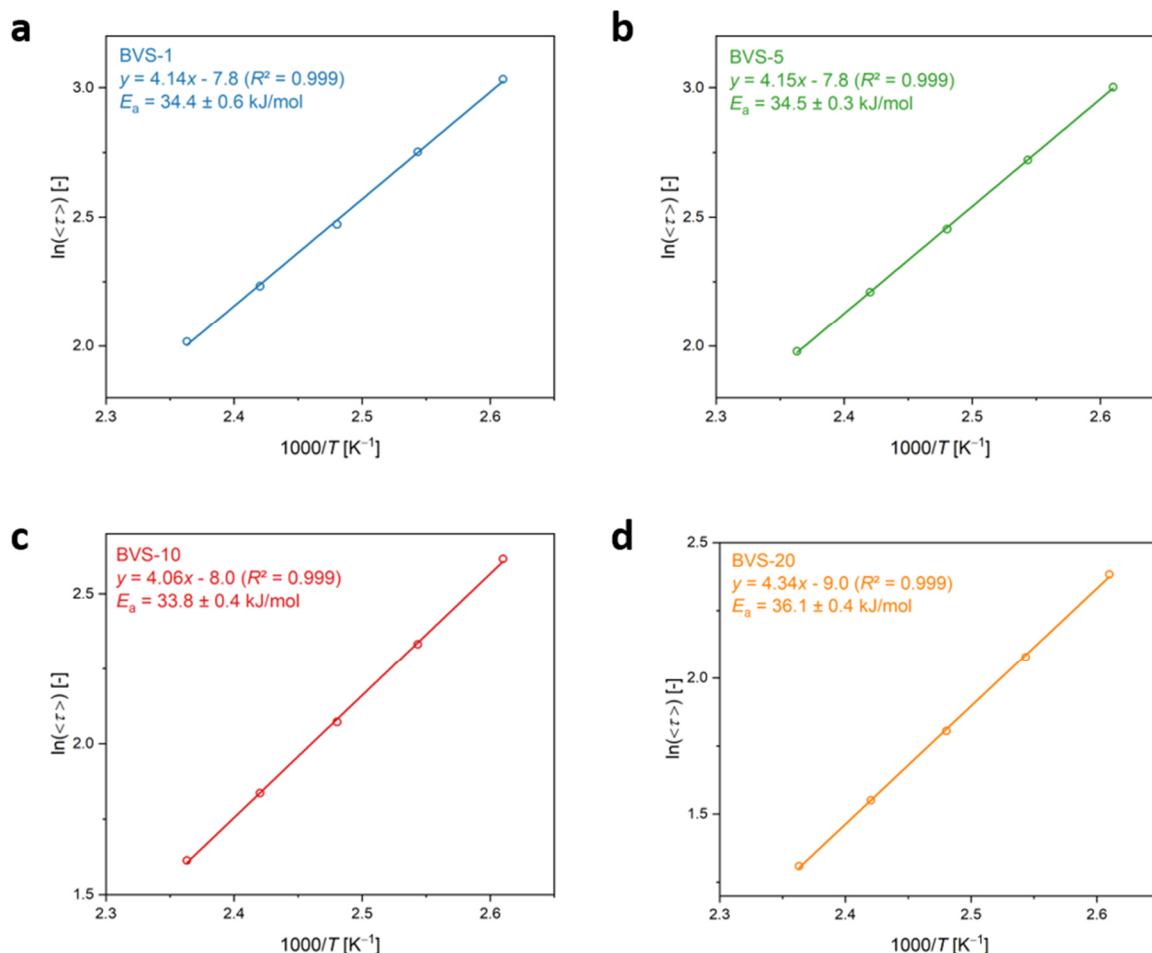 a
BVS-1
y = 4.14x - 7.8 (R² = 0.999)
Eₐ = 34.4 ± 0.6 kJ/mol
3.0
2.5
2.0
ln(<τ>) [-]
2.3 2.4 2.5 2.6
1000/T [K⁻¹]
b
BVS-5
y = 4.15x - 7.8 (R² = 0.999)
Eₐ = 34.5 ± 0.3 kJ/mol
3.0
2.5
2.0
ln(<τ>) [-]
2.3 2.4 2.5 2.6
1000/T [K⁻¹]
c
BVS-10
y = 4.06x - 8.0 (R² = 0.999)
Eₐ = 33.8 ± 0.4 kJ/mol
2.5
2.0
1.5
ln(<τ>) [-]
2.3 2.4 2.5 2.6
1000/T [K⁻¹]
d
BVS-20
y = 4.34x - 9.0 (R² = 0.999)
Eₐ = 36.1 ± 0.4 kJ/mol
2.5
2.0
1.5
ln(<τ>) [-]
2.3 2.4 2.5 2.6
1000/T [K⁻¹]